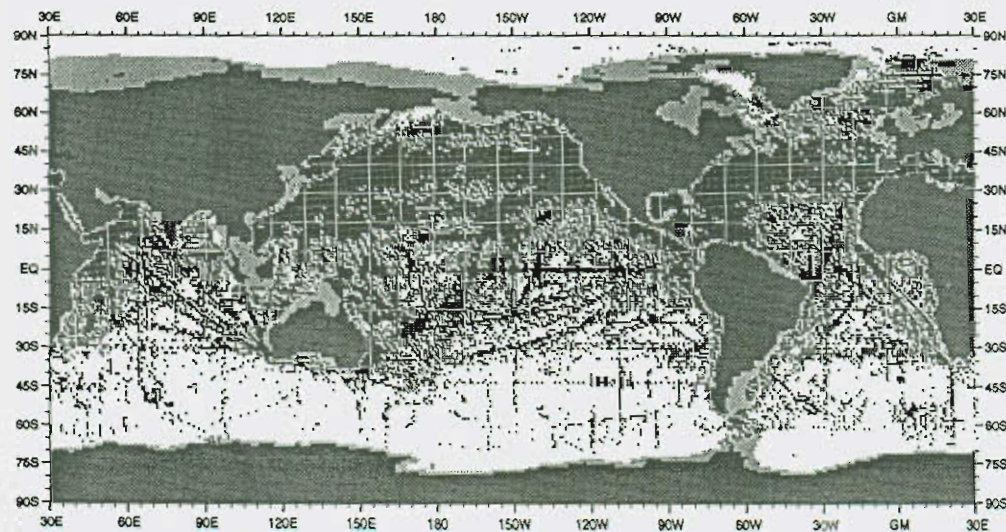 30E 60E 90E 120E 150E 180 150W 120W 90W 60W 30W GM 30E
90N 90N
75N 75N
60N 60N
45N 45N
30N 30N
15N 15N
EQ EQ
15S 15S
30S 30S
45S 45S
60S 60S
75S 75S
90S 90S
30E 60E 90E 120E 150E 180 150W 120W 90W 60W 30W GM 30E